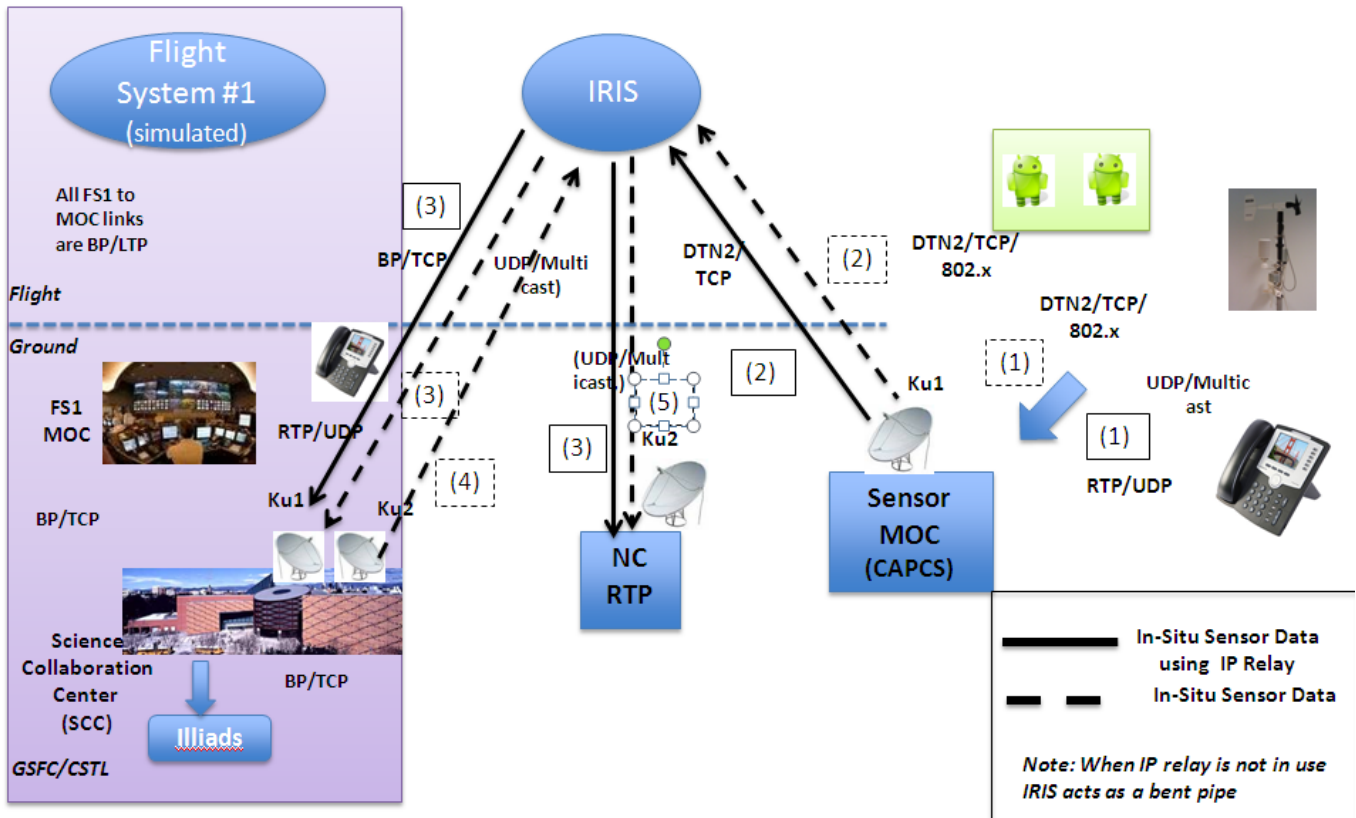 Flight
System #1
(simulated)
All FS1 to
MOC links
are BP/LTP
Flight
Ground
FS1
MOC
BP/TCP
RTP/UDP
Ku1
Ku2
Science
Collaboration
Center
(SCC)
BP/TCP
Illiads
GSFC/CSTL
IRIS
(3)
BP/TCP
UDP/Multi
cast)
(3)
(4)
(UDP/Mult
icast.)
(5)
Ku2
(3)
NC
RTP
DTN2/
TCP
(2)
(2)
Ku1
Sensor
MOC
(CAPCS)
DTN2/TCP/
802.x
DTN2/TCP/
802.x
(1)
UDP/Multic
ast
(1)
RTP/UDP
In-Situ Sensor Data
using IP Relay
In-Situ Sensor Data
Note: When IP relay is not in use
IRIS acts as a bent pipe